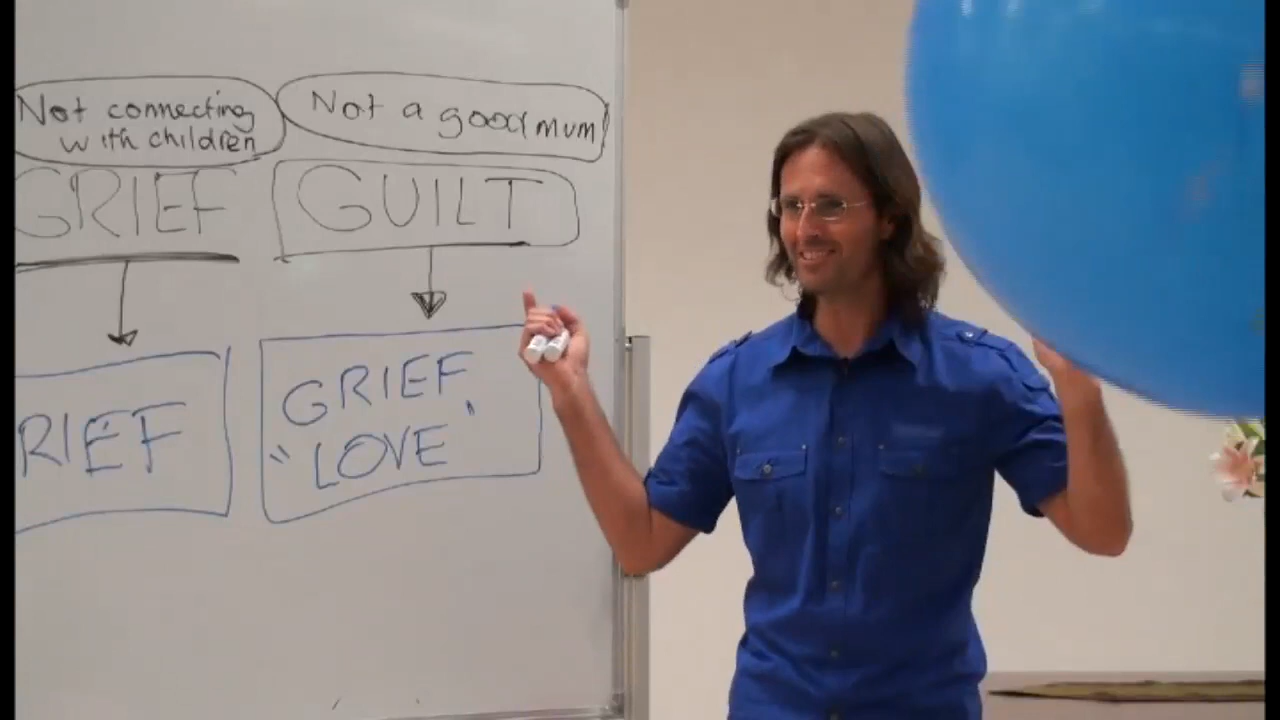 Not connecting
with children
Not a good mum
GRIEF
GUILT
RIEF
GRIEF,
"LOVE"